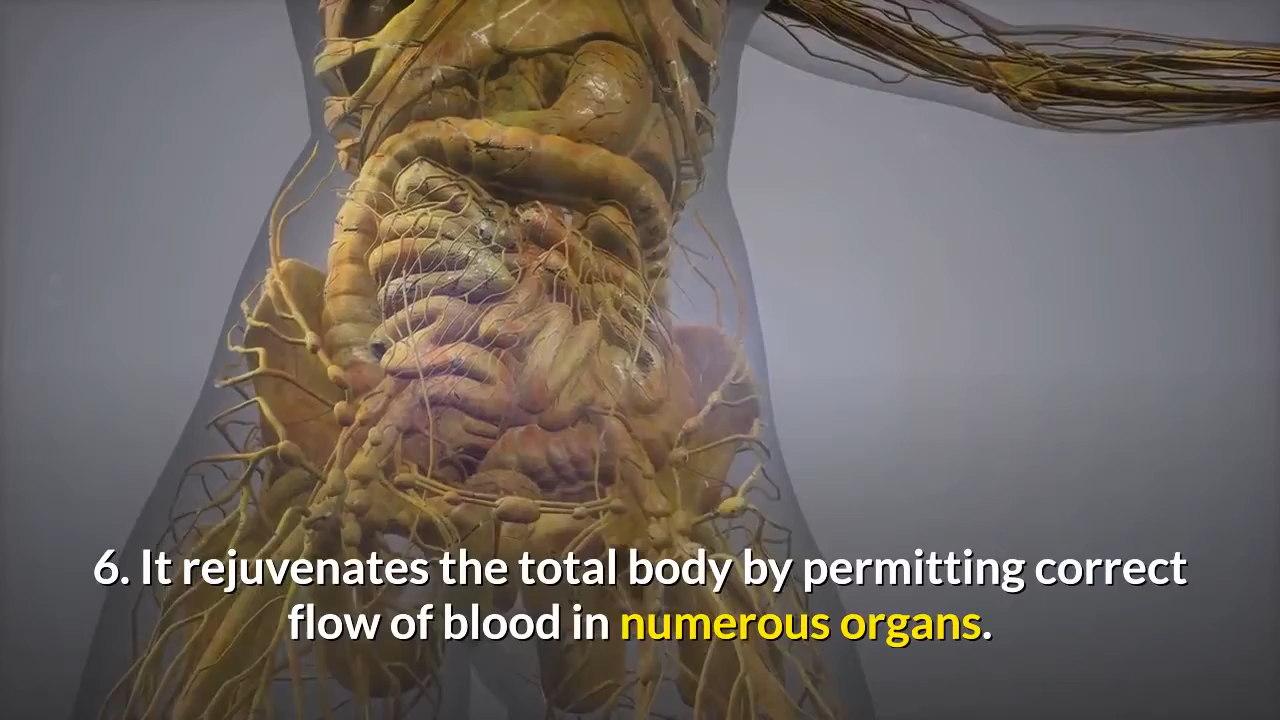 6. It rejuvenates the total body by permitting correct
flow of blood in numerous organs.